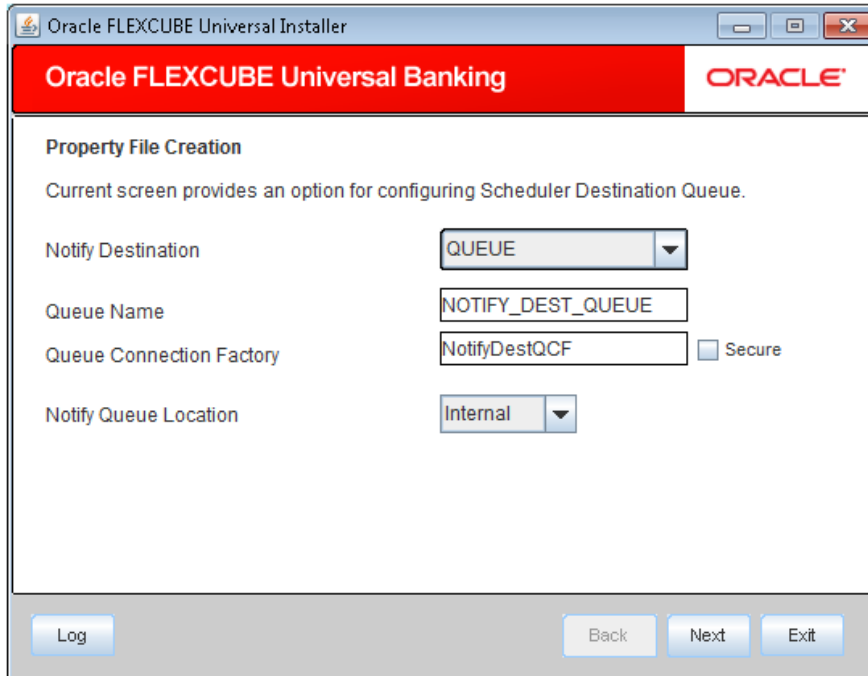 Oracle FLEXCUBE Universal Installer
Oracle FLEXCUBE Universal Banking
ORACLE
Property File Creation
Current screen provides an option for configuring Scheduler Destination Queue.
Notify Destination QUEUE
Queue Name NOTIFY_DEST_QUEUE
Queue Connection Factory NotifyDestQCF Secure
Notify Queue Location Internal
Log Back Next Exit